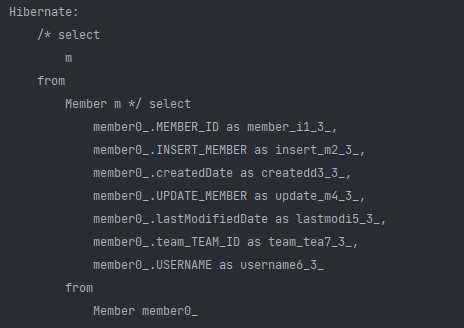 Hibernate:
/* select
m
from
Member m */ select
member0_.MEMBER_ID as member_i1_3_,
member0_.INSERT_MEMBER as insert_m2_3_,
member0_.createdDate as createdd3_3_,
member0_.UPDATE_MEMBER as update_m4_3_,
member0_.lastModifiedDate as lastmodi5_3_,
member0_.team_TEAM_ID as team_tea7_3_,
member0_.USERNAME as username6_3_
from
Member member0_